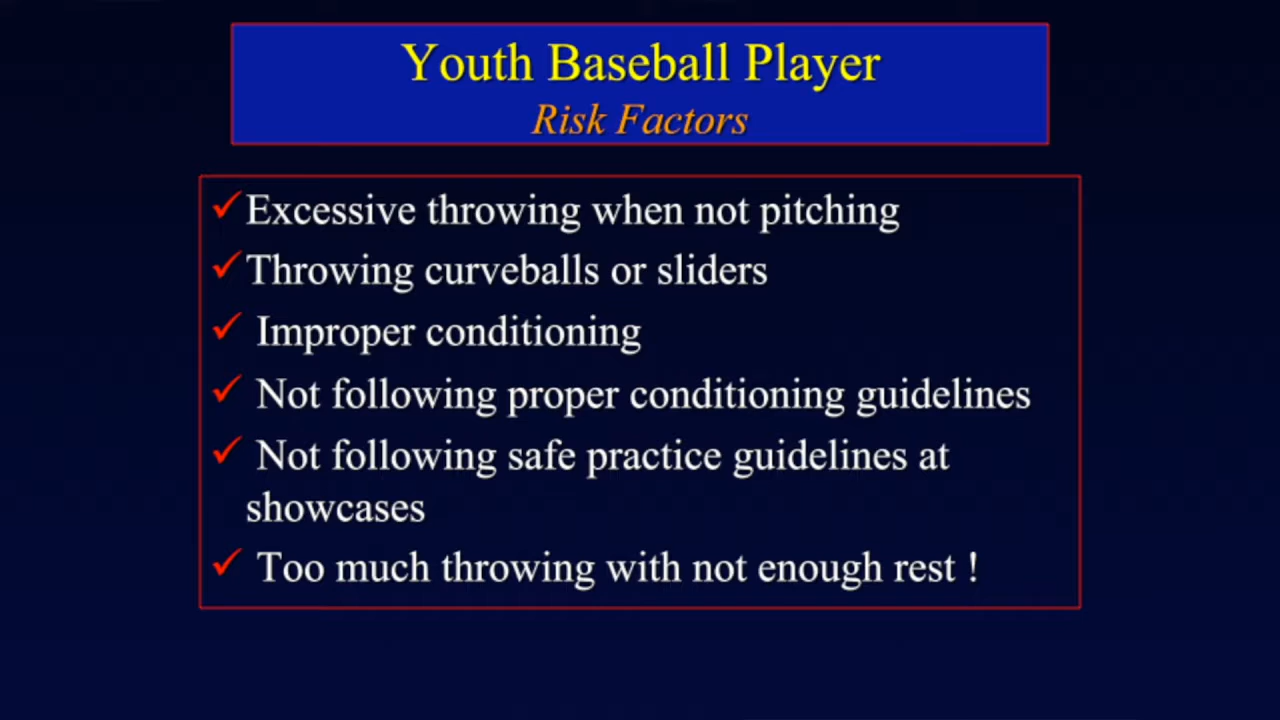 Youth Baseball Player
Risk Factors
✓Excessive throwing when not pitching
✓Throwing curveballs or sliders
✓ Improper conditioning
✓ Not following proper conditioning guidelines
✓ Not following safe practice guidelines at
showcases
✓ Too much throwing with not enough rest !